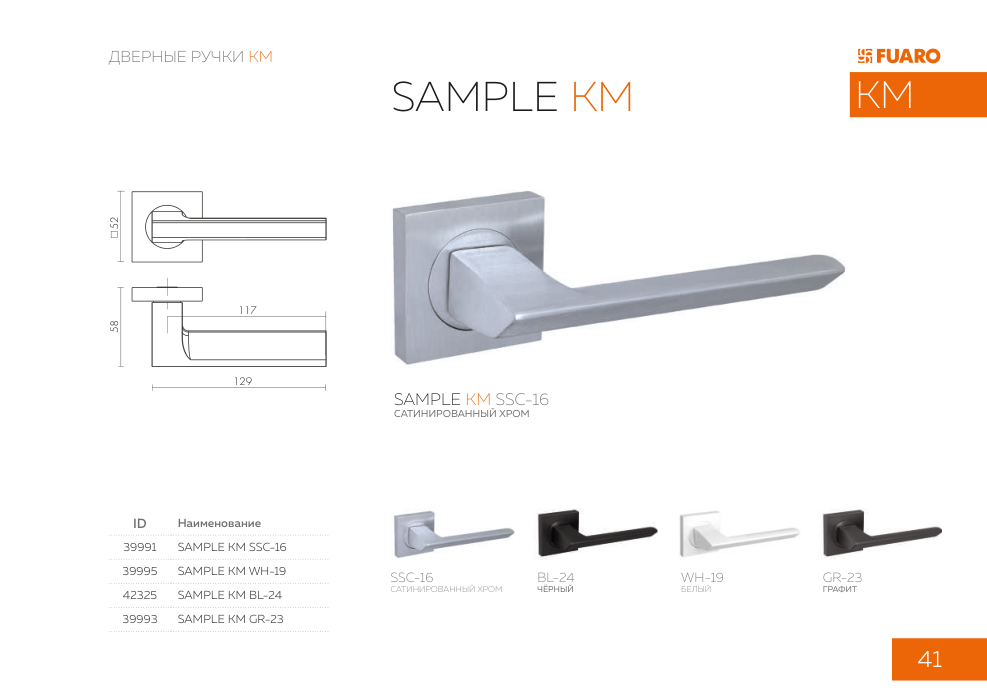 ДВЕРНЫЕ РУЧКИ КМ
FUARO
SAMPLE KM
KM
□ 52
58
117
129
SAMPLE KM SSC-16
САТИНИРОВАННЫЙ ХРОМ
ID Наименование
39991 SAMPLE KM SSC-16
39995 SAMPLE KM WH-19
42325 SAMPLE KM BL-24
39993 SAMPLE KM GR-23
SSC-16
САТИНИРОВАННЫЙ ХРОМ
BL-24
ЧЁРНЫЙ
WH-19
БЕЛЫЙ
GR-23
ГРАФИТ
41